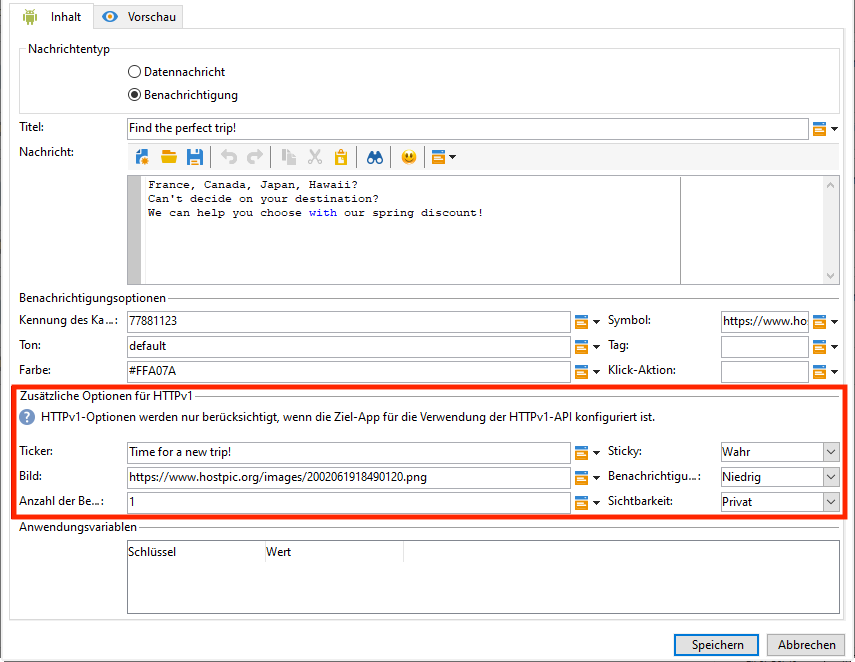 Inhalt Vorschau
Nachrichtentyp
Datennachricht
Benachrichtigung
Titel: Find the perfect trip!
Nachricht:
France, Canada, Japan, Hawaii?
Can't decide on your destination?
We can help you choose with our spring discount!
Benachrichtigungsoptionen
Kennung des Ka...: 77881123 Symbol: https://www.ho
Ton: default Tag:
Farbe: #FFA07A Klick-Aktion:
Zusätzliche Optionen für HTTPv1
? HTTPv1-Optionen werden nur berücksichtigt, wenn die Ziel-App für die Verwendung der HTTPv1-API konfiguriert ist.
Ticker: Time for a new trip! Sticky: Wahr
Bild: https://www.hostpic.org/images/2002061918490120.png Benachrichtigu...: Niedrig
Anzahl der Be...: 1 Sichtbarkeit: Privat
Anwendungsvariablen
Schlüssel Wert
Speichern Abbrechen